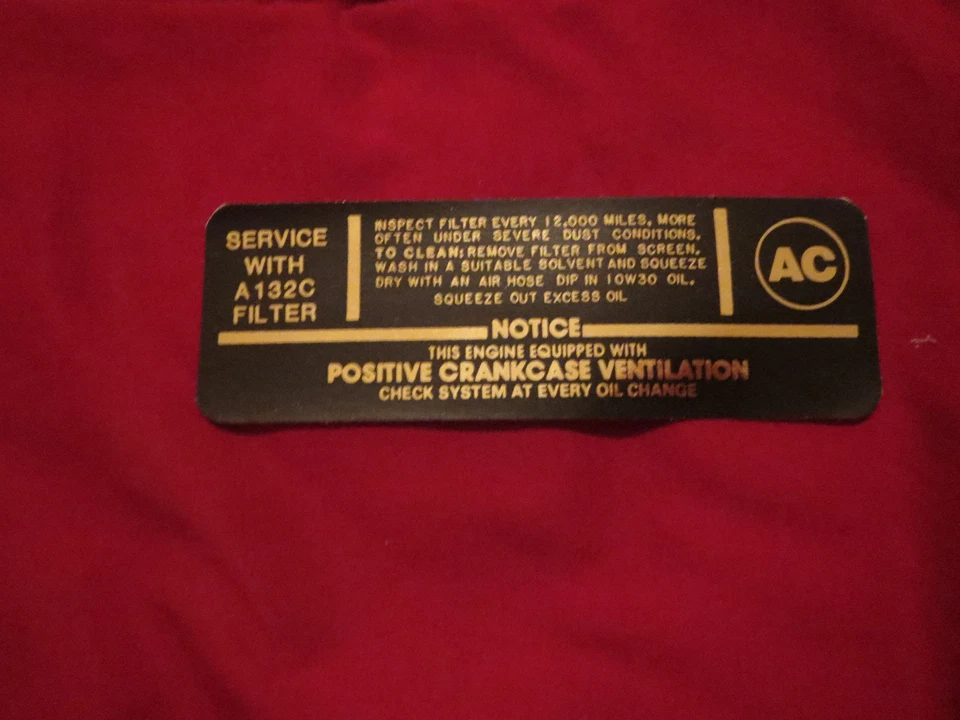 SERVICE
WITH
A132C
FILTER
INSPECT FILTER EVERY 12,000 MILES. MORE
OFTEN UNDER SEVERE DUST CONDITIONS.
TO CLEAN: REMOVE FILTER FROM SCREEN.
WASH IN A SUITABLE SOLVENT AND SQUEEZE
DRY WITH AN AIR HOSE DIP IN 10W30 OIL.
SQUEEZE OUT EXCESS OIL
AC
NOTICE
THIS ENGINE EQUIPPED WITH
POSITIVE CRANKCASE VENTILATION
CHECK SYSTEM AT EVERY OIL CHANGE